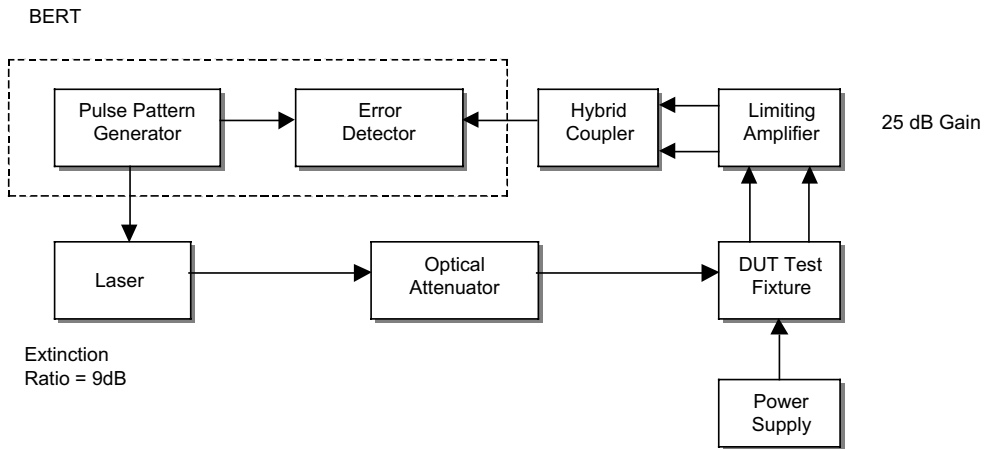 BERT
Pulse Pattern
Generator
Error
Detector
Hybrid
Coupler
Limiting
Amplifier
25 dB Gain
Laser
Optical
Attenuator
DUT Test
Fixture
Extinction
Ratio = 9dB
Power
Supply